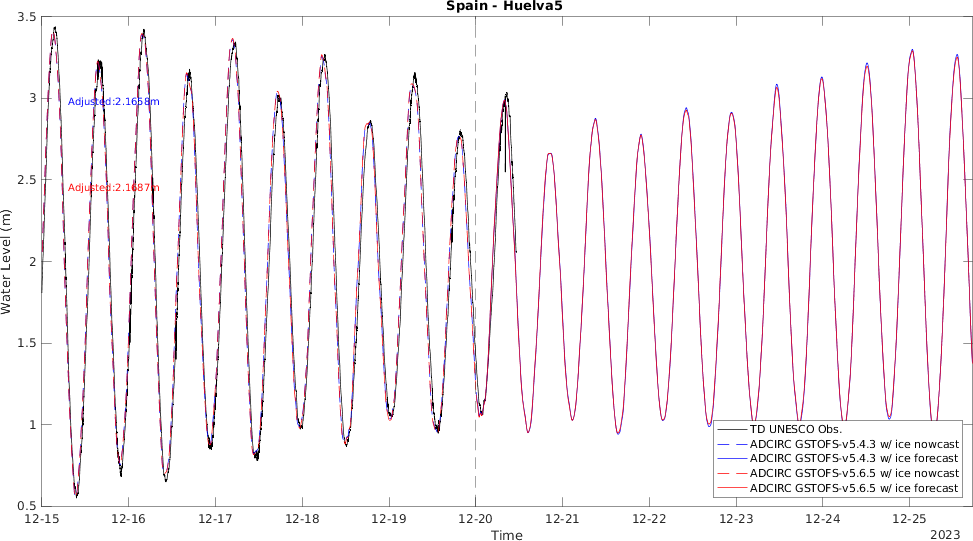 Spain - Huelva5
3.5
3
2.5
2
1.5
1
0.5
Water Level (m)
Adjusted:2.1658m
Adjusted:2.1687m
TD UNESCO Obs.
ADCIRC GSTOFS-v5.4.3 w/ ice nowcast
ADCIRC GSTOFS-v5.4.3 w/ ice forecast
ADCIRC GSTOFS-v5.6.5 w/ ice nowcast
ADCIRC GSTOFS-v5.6.5 w/ ice forecast
12-15 12-16 12-17 12-18 12-19 12-20 12-21 12-22 12-23 12-24 12-25
Time
2023